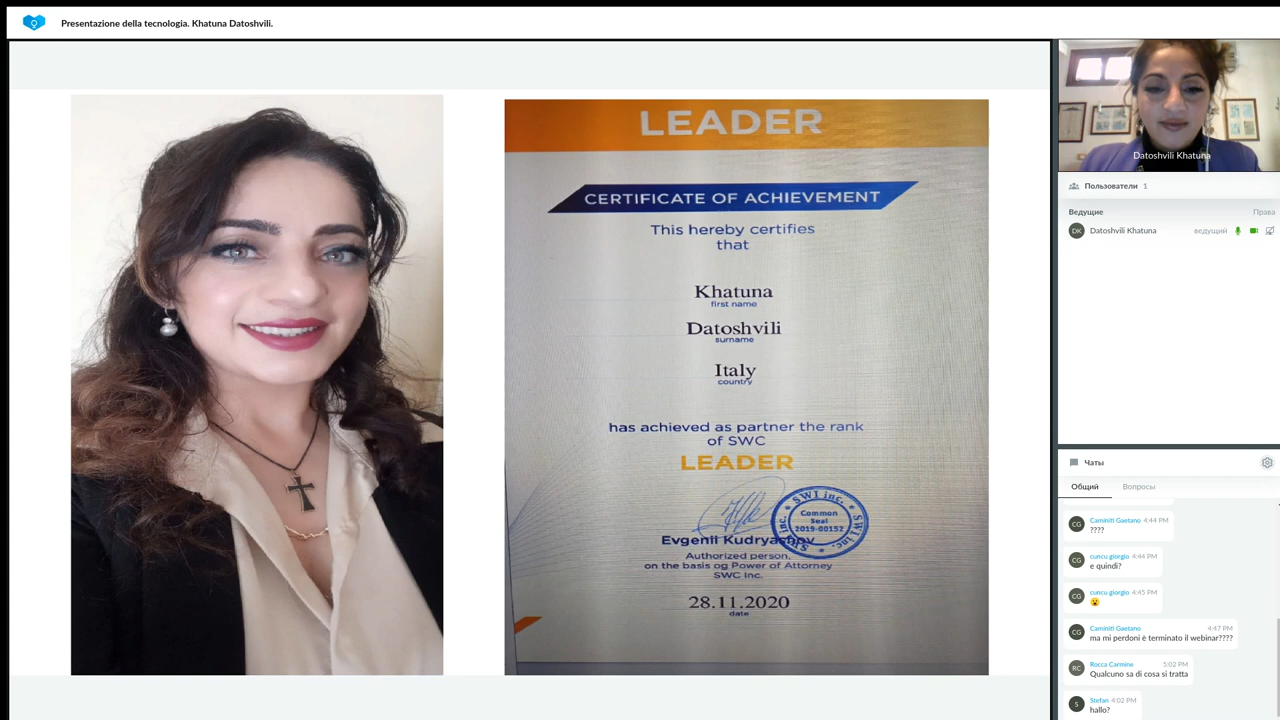 Presentazione della tecnologia. Khatuna Datoshvili.
LEADER
CERTIFICATE OF ACHIEVEMENT
This hereby certifies
that
Khatuna
first name
Datoshvili
surname
Italy
country
has achieved as partner the rank
of SWC
LEADER
SWI inc.
Common
Seal
2019-00152
SWI inc.
Evgenii Kudryashov
Authorized person,
on the basis og Power of Attorney
SWC Inc.
28.11.2020
date
Datoshvili Khatuna
Пользователи 1
Ведущие Права
DK Datoshvili Khatuna ведущий
Чаты
Общий Вопросы
CG Caminiti Gaetano 4:44 PM
????
CG cuncu giorgio 4:44 PM
e quindi?
CG cuncu giorgio 4:45 PM
😮
CG Caminiti Gaetano 4:47 PM
ma mi perdoni è terminato il webinar????
RC Rocca Carmine 5:02 PM
Qualcuno sa di cosa si tratta
S Stefan 4:02 PM
hallo?